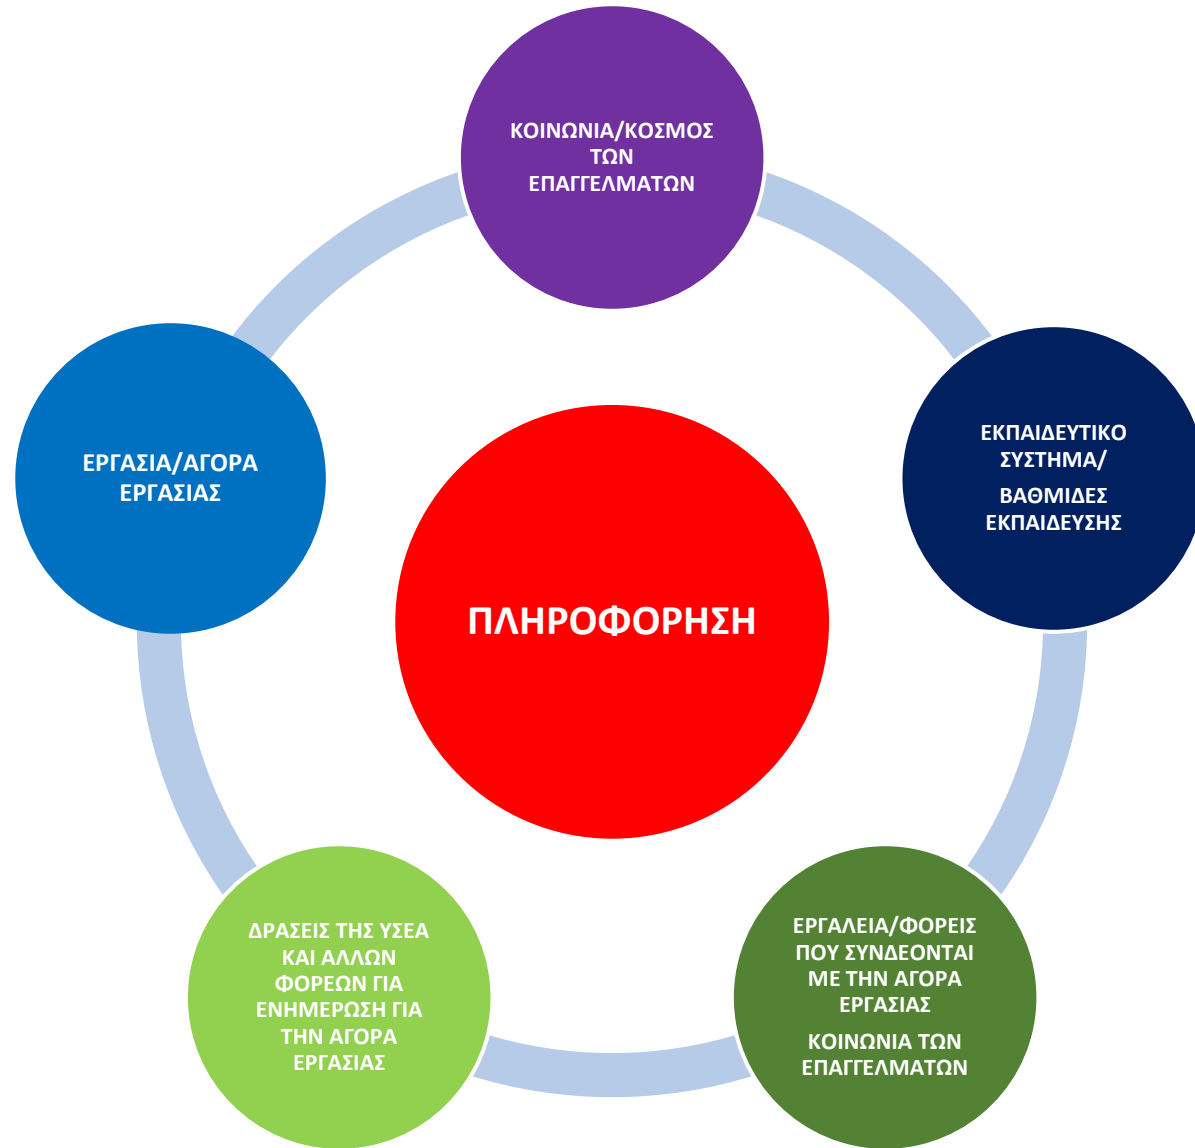 ΚΟΙΝΩΝΙΑ/ΚΟΣΜΟΣ
ΤΩΝ
ΕΠΑΓΓΕΛΜΑΤΩΝ
ΕΚΠΑΙΔΕΥΤΙΚΟ
ΣΥΣΤΗΜΑ/
ΒΑΘΜΙΔΕΣ
ΕΚΠΑΙΔΕΥΣΗΣ
ΕΡΓΑΣΙΑ/ΑΓΟΡΑ
ΕΡΓΑΣΙΑΣ
ΠΛΗΡΟΦΟΡΗΣΗ
ΕΡΓΑΛΕΙΑ/ΦΟΡΕΙΣ
ΠΟΥ ΣΥΝΔΕΟΝΤΑΙ
ΜΕ ΤΗΝ ΑΓΟΡΑ
ΕΡΓΑΣΙΑΣ
ΚΟΙΝΩΝΙΑ ΤΩΝ
ΕΠΑΓΓΕΛΜΑΤΩΝ
ΔΡΑΣΕΙΣ ΤΗΣ ΥΣΕΑ
ΚΑΙ ΑΛΛΩΝ
ΦΟΡΕΩΝ ΓΙΑ
ΕΝΗΜΕΡΩΣΗ ΓΙΑ
ΤΗΝ ΑΓΟΡΑ
ΕΡΓΑΣΙΑΣ